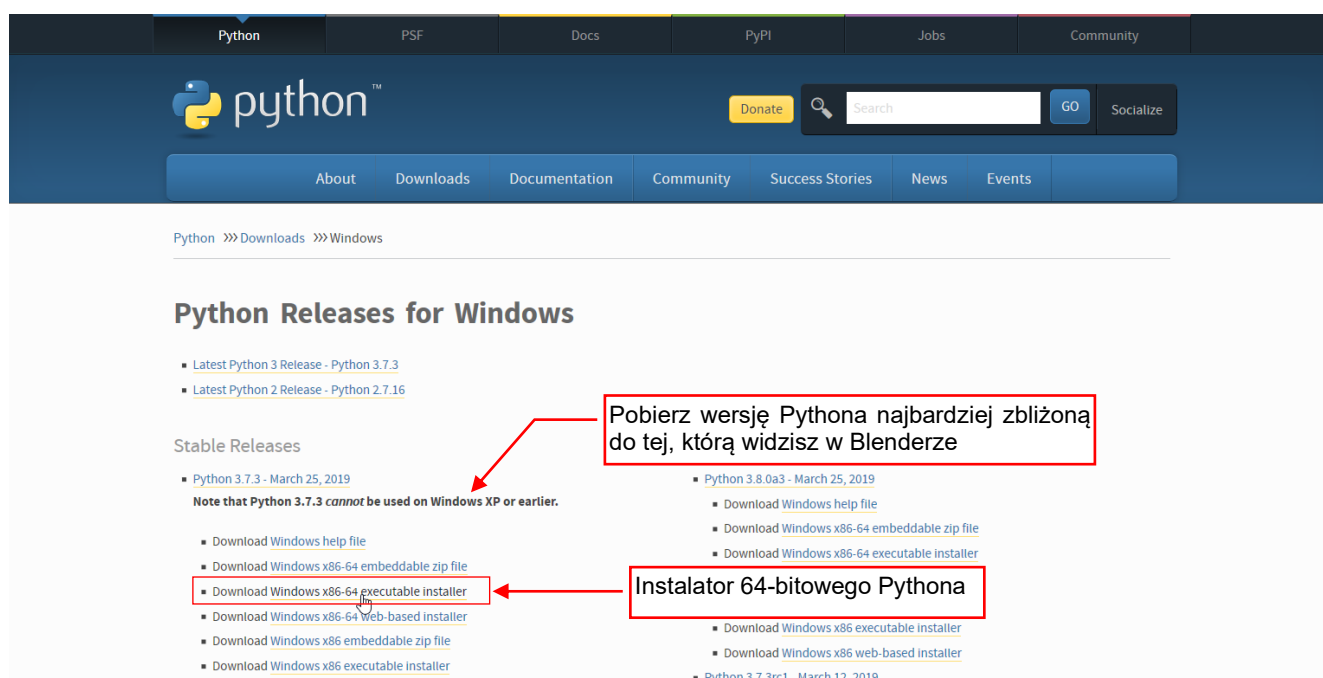 Python PSF Docs PyPI Jobs Community
python™
Donate Search GO Socialize
About Downloads Documentation Community Success Stories News Events
Python »» Downloads »» Windows
Python Releases for Windows
Latest Python 3 Release - Python 3.7.3
Latest Python 2 Release - Python 2.7.16
Pobierz wersję Pythona najbardziej zbliżoną
do tej, którą widzisz w Blenderze
Stable Releases
Python 3.7.3 - March 25, 2019
Note that Python 3.7.3 cannot be used on Windows XP or earlier.
Download Windows help file
Download Windows x86-64 embeddable zip file
Download Windows x86-64 executable installer
Download Windows x86-64 web-based installer
Download Windows x86 embeddable zip file
Download Windows x86 executable installer
Python 3.8.0a3 - March 25, 2019
Download Windows help file
Download Windows x86-64 embeddable zip file
Download Windows x86-64 executable installer
Instalator 64-bitowego Pythona
Download Windows x86 executable installer
Download Windows x86 web-based installer
Python 3.7.3rc1 - March 12, 2019